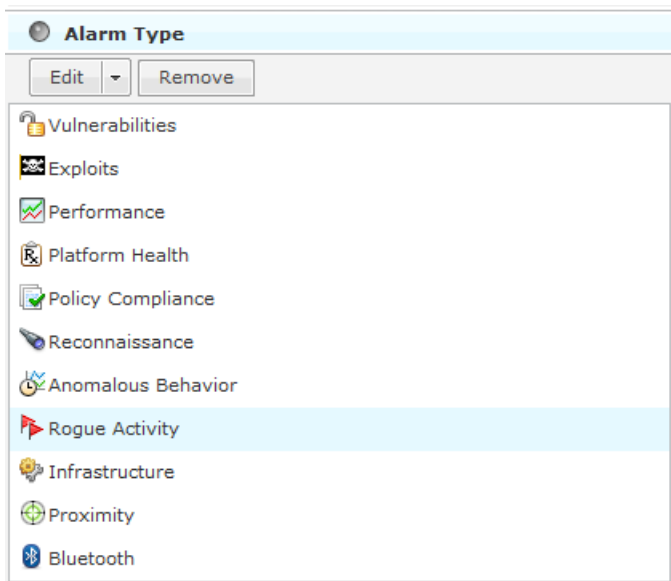 Alarm Type
Edit Remove
Vulnerabilities
Exploits
Performance
Platform Health
Policy Compliance
Reconnaissance
Anomalous Behavior
Rogue Activity
Infrastructure
Proximity
Bluetooth